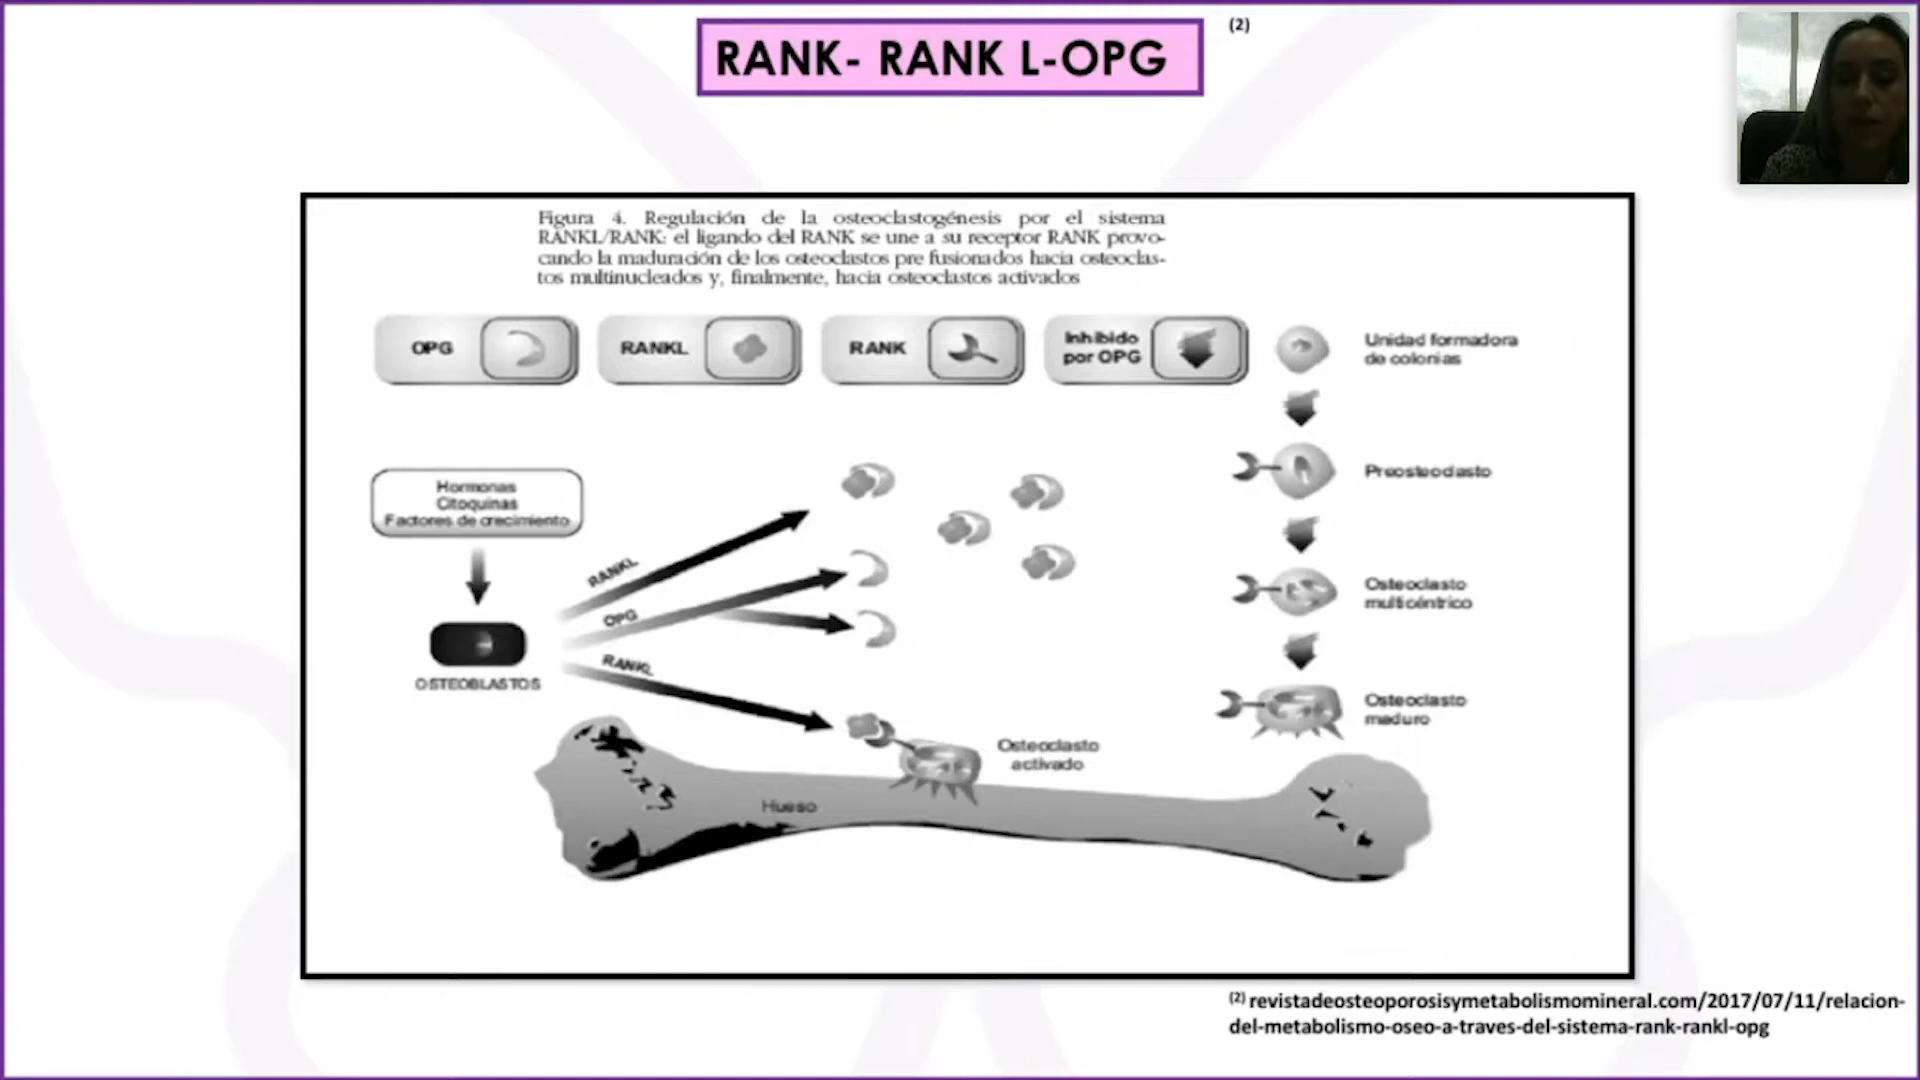 RANK- RANK L-OPG
(2)
Figura 4. Regulación de la osteoclastogénesis por el sistema
RANKL/RANK: el ligando del RANK se une a su receptor RANK provo-
cando la maduración de los osteoclastos pre fusionados hacia osteoclas-
tos multinucleados y, finalmente, hacia osteoclastos activados
OPG
RANKL
RANK
Inhibido
por OPG
Unidad formadora
de colonias
Preosteoclasto
Hormonas
Citoquinas
Factores de crecimiento
RANKL
OPG
RANKL
OSTEOBLASTOS
Osteoclasto
multicéntrico
Osteoclasto
maduro
Osteoclasto
activado
Hueso
(2) revistadeosteoporosisymetabolismomineral.com/2017/07/11/relacion-
del-metabolismo-oseo-a-traves-del-sistema-rank-rankl-opg